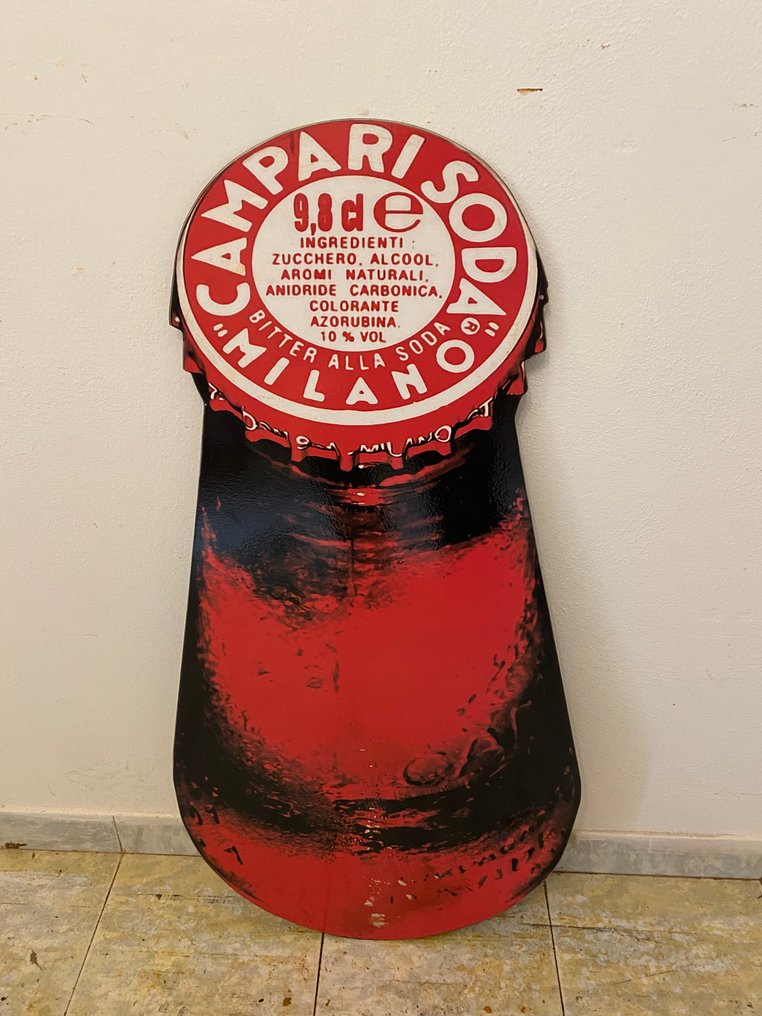 CAMPARI SODA
9,8 cl e
INGREDIENTI:
ZUCCHERO, ALCOOL,
AROMI NATURALI,
ANIDRIDE CARBONICA,
COLORANTE
AZORUBINA.
10 % VOL
BITTER ALLA SODA ®
"MILANO"
MILANO